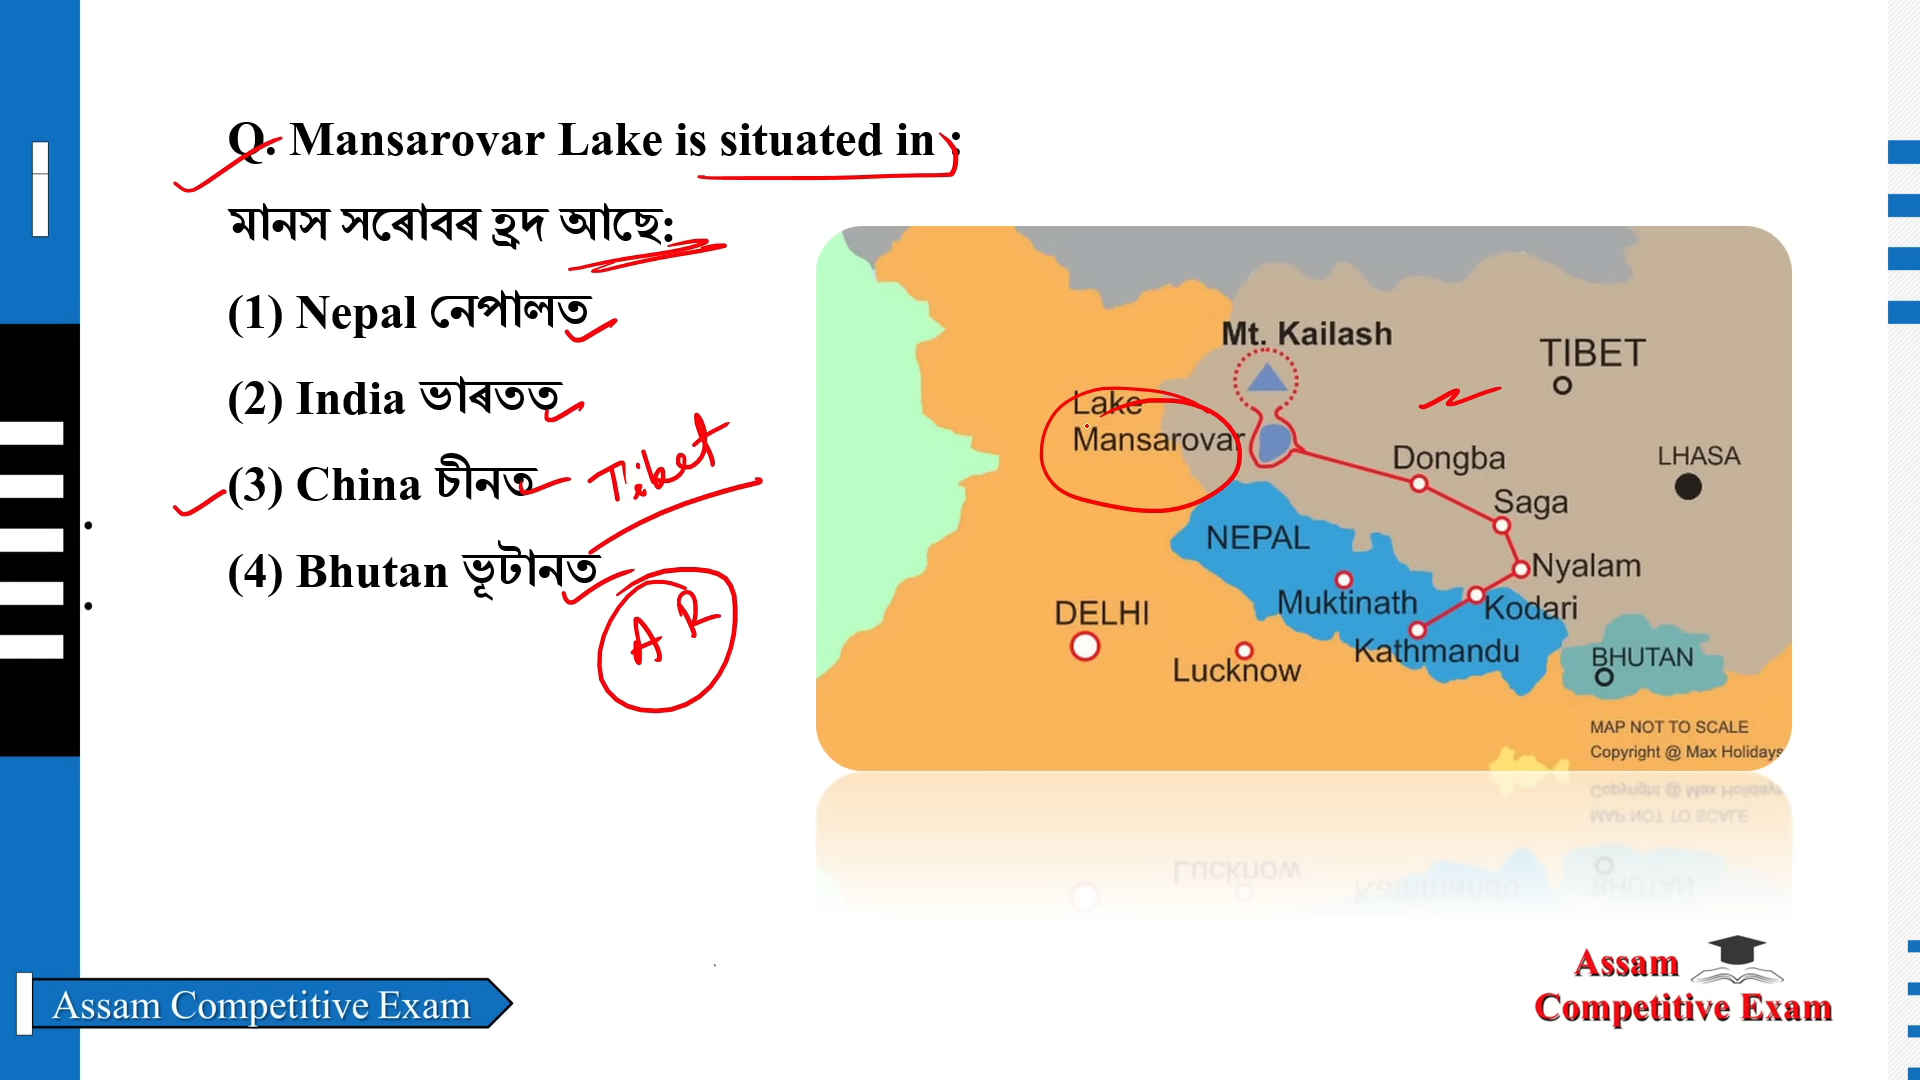 Q. Mansarovar Lake is situated in :
মানস সৰোবৰ হ্ৰদ আছে:
(1) Nepal নেপালত
(2) India ভাৰতত
(3) China চীনত Tibet
(4) Bhutan ভূটানত
A R
Mt. Kailash
TIBET
Lake
Mansarovar
Dongba
LHASA
Saga
NEPAL
Nyalam
Muktinath
Kodari
DELHI
Kathmandu
BHUTAN
Lucknow
MAP NOT TO SCALE
Copyright @ Max Holidays
Assam Competitive Exam
Assam
Competitive Exam